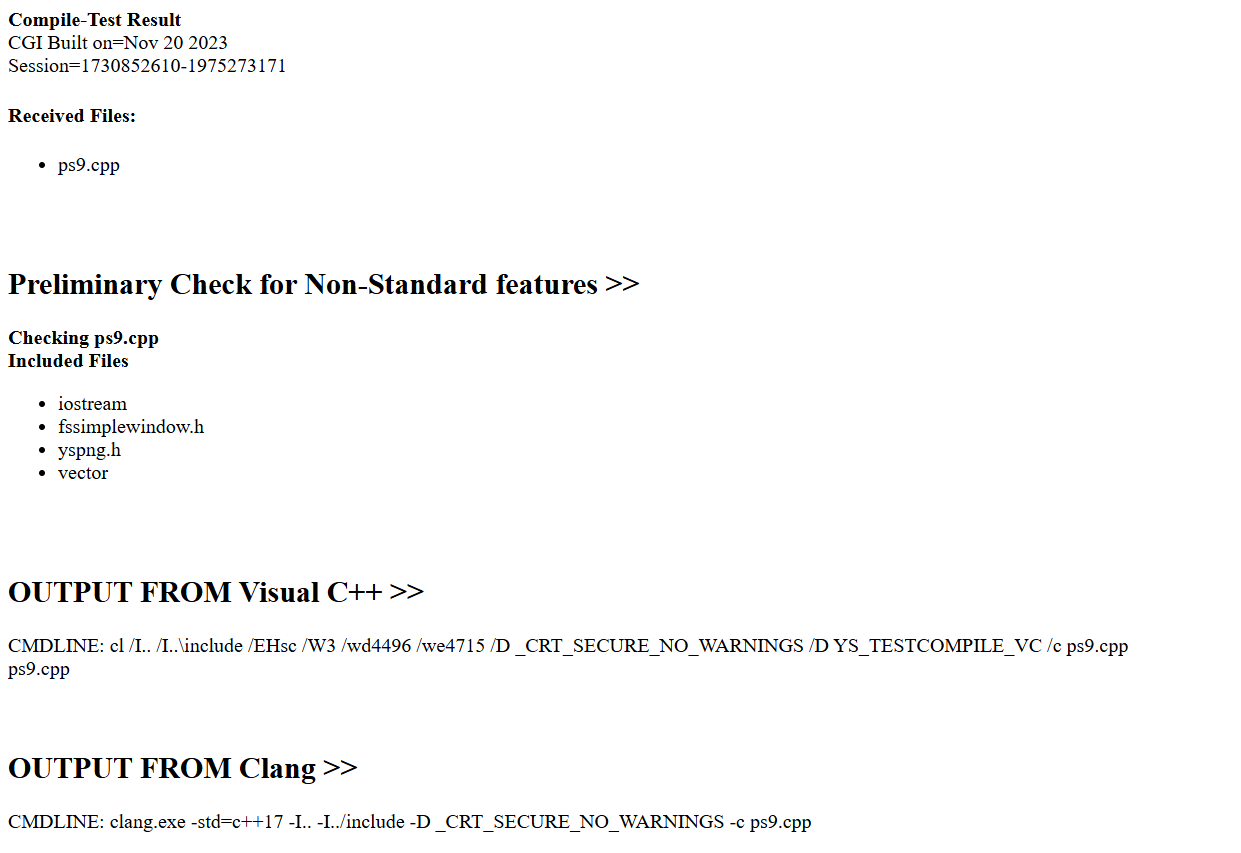 Compile-Test Result
CGI Built on=Nov 20 2023
Session=1730852610-1975273171
Received Files:
• ps9.cpp
Preliminary Check for Non-Standard features >>
Checking ps9.cpp
Included Files
• iostream
• fssimplewindow.h
• yspng.h
• vector
OUTPUT FROM Visual C++ >>
CMDLINE: cl /I.. /I..\include /EHsc /W3 /wd4496 /we4715 /D _CRT_SECURE_NO_WARNINGS /D YS_TESTCOMPILE_VC /c ps9.cpp
ps9.cpp
OUTPUT FROM Clang >>
CMDLINE: clang.exe -std=c++17 -I.. -I../include -D _CRT_SECURE_NO_WARNINGS -c ps9.cpp